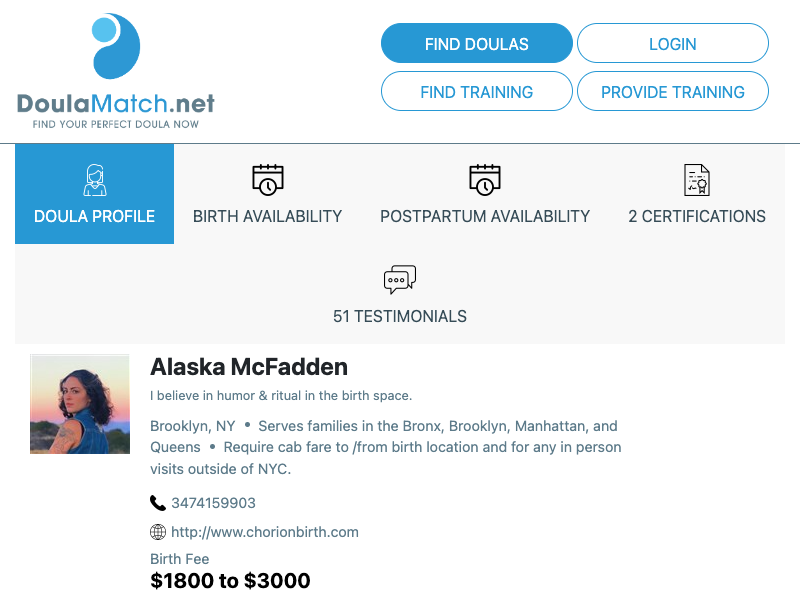 DoulaMatch.net
FIND YOUR PERFECT DOULA NOW
FIND DOULAS
LOGIN
FIND TRAINING
PROVIDE TRAINING
DOULA PROFILE
BIRTH AVAILABILITY
POSTPARTUM AVAILABILITY
2 CERTIFICATIONS
51 TESTIMONIALS
Alaska McFadden
I believe in humor & ritual in the birth space.
Brooklyn, NY • Serves families in the Bronx, Brooklyn, Manhattan, and
Queens • Require cab fare to /from birth location and for any in person
visits outside of NYC.
3474159903
http://www.chorionbirth.com
Birth Fee
$1800 to $3000